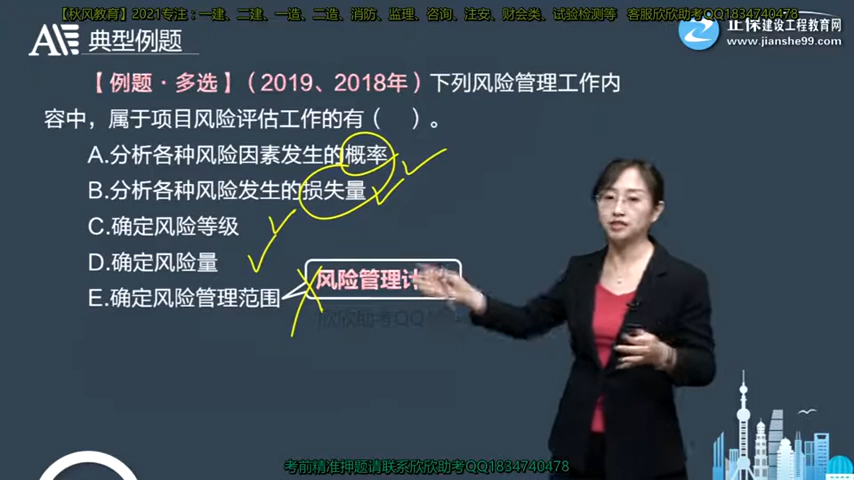 【秋风教育】2021专注：一建、二建、一造、二造、消防、监理、咨询、注安、财会类、试验检测等 客服欣欣助考QQ1834740478
正保建设工程教育网
www.jianshe99.com
典型例题
【例题·多选】（2019、2018年）下列风险管理工作内
容中，属于项目风险评估工作的有（ ）。
A.分析各种风险因素发生的概率
B.分析各种风险发生的损失量
C.确定风险等级
D.确定风险量
风险管理计
E.确定风险管理范围
欣欣助考QQ
考前精准押题请联系欣欣助考QQ1834740478